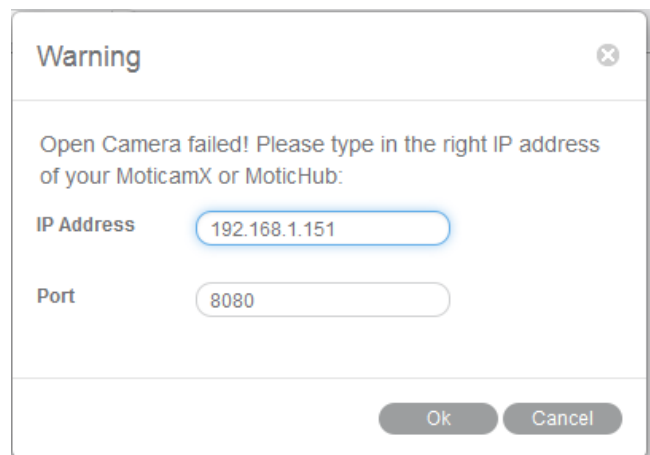 Warning
Open Camera failed! Please type in the right IP address
of your MoticamX or MoticHub:
IP Address
192.168.1.151
Port
8080
Ok Cancel